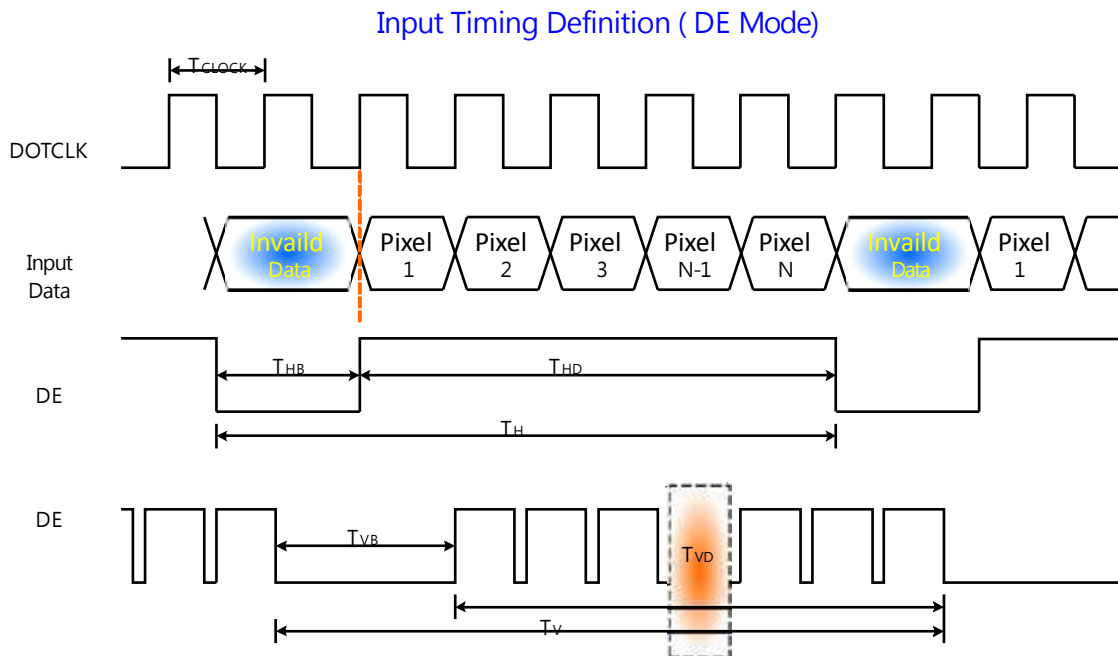 Input Timing Definition ( DE Mode)
TCLOCK
DOTCLK
Input
Data
Invaild
Data
Pixel
1
Pixel
2
Pixel
3
Pixel
N-1
Pixel
N
Invaild
Data
Pixel
1
DE
THB
THD
TH
DE
TVB
TVD
TV